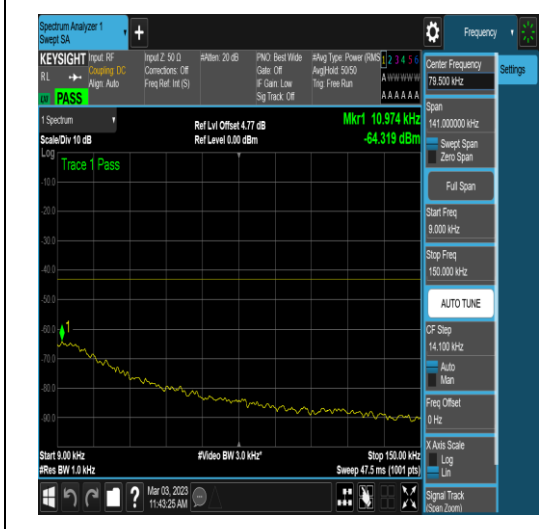 Spectrum Analyzer 1
Swept SA
+
Frequency
KEYSIGHT
Input: RF
Coupling: DC
Align: Auto
Input Z: 50 Ω
Corrections: Off
Freq Ref: Int (S)
#Atten: 20 dB
PNO: Best Wide
Gate: Off
IF Gain: Low
Sig Track: Off
#Avg Type: Power (RMS
Avg|Hold: 50/50
Trig: Free Run
1 2 3 4 5 6
A W W W W W
A A A A A A
R L
PASS
1 Spectrum
Scale/Div 10 dB
Ref Lvl Offset 4.77 dB
Ref Level 0.00 dBm
Mkr1 10.974 kHz
-64.319 dBm
Log
Trace 1 Pass
-10.0
-20.0
-30.0
-40.0
-50.0
-60.0
1
-70.0
-80.0
-90.0
Start 9.00 kHz
#Res BW 1.0 kHz
#Video BW 3.0 kHz*
Stop 150.00 kHz
Sweep 47.5 ms (1001 pts)
?
Mar 03, 2023
11:43:25 AM
Center Frequency
79.500 kHz
Settings
Span
141.000000 kHz
Swept Span
Zero Span
Full Span
Start Freq
9.000 kHz
Stop Freq
150.000 kHz
AUTO TUNE
CF Step
14.100 kHz
Auto
Man
Freq Offset
0 Hz
X Axis Scale
Log
Lin
Signal Track
(Span Zoom)